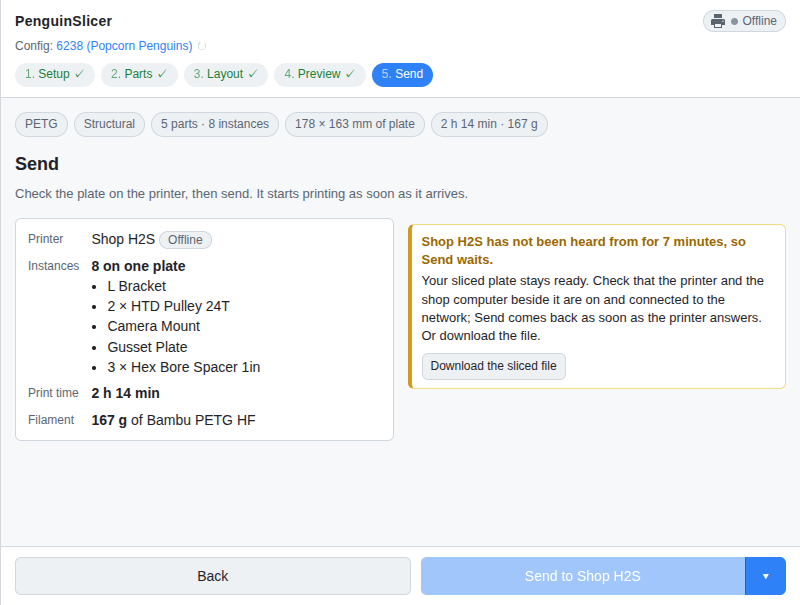 PenguinSlicer
Offline
Config: 6238 (Popcorn Penguins)
1. Setup ✓
2. Parts ✓
3. Layout ✓
4. Preview ✓
5. Send
PETG
Structural
5 parts · 8 instances
178 × 163 mm of plate
2 h 14 min · 167 g
Send
Check the plate on the printer, then send. It starts printing as soon as it arrives.
Printer Shop H2S Offline
Instances 8 on one plate
• L Bracket
• 2 × HTD Pulley 24T
• Camera Mount
• Gusset Plate
• 3 × Hex Bore Spacer 1in
Print time 2 h 14 min
Filament 167 g of Bambu PETG HF
Shop H2S has not been heard from for 7 minutes, so
Send waits.
Your sliced plate stays ready. Check that the printer and the
shop computer beside it are on and connected to the
network; Send comes back as soon as the printer answers.
Or download the file.
Download the sliced file
Back
Send to Shop H2S
▾